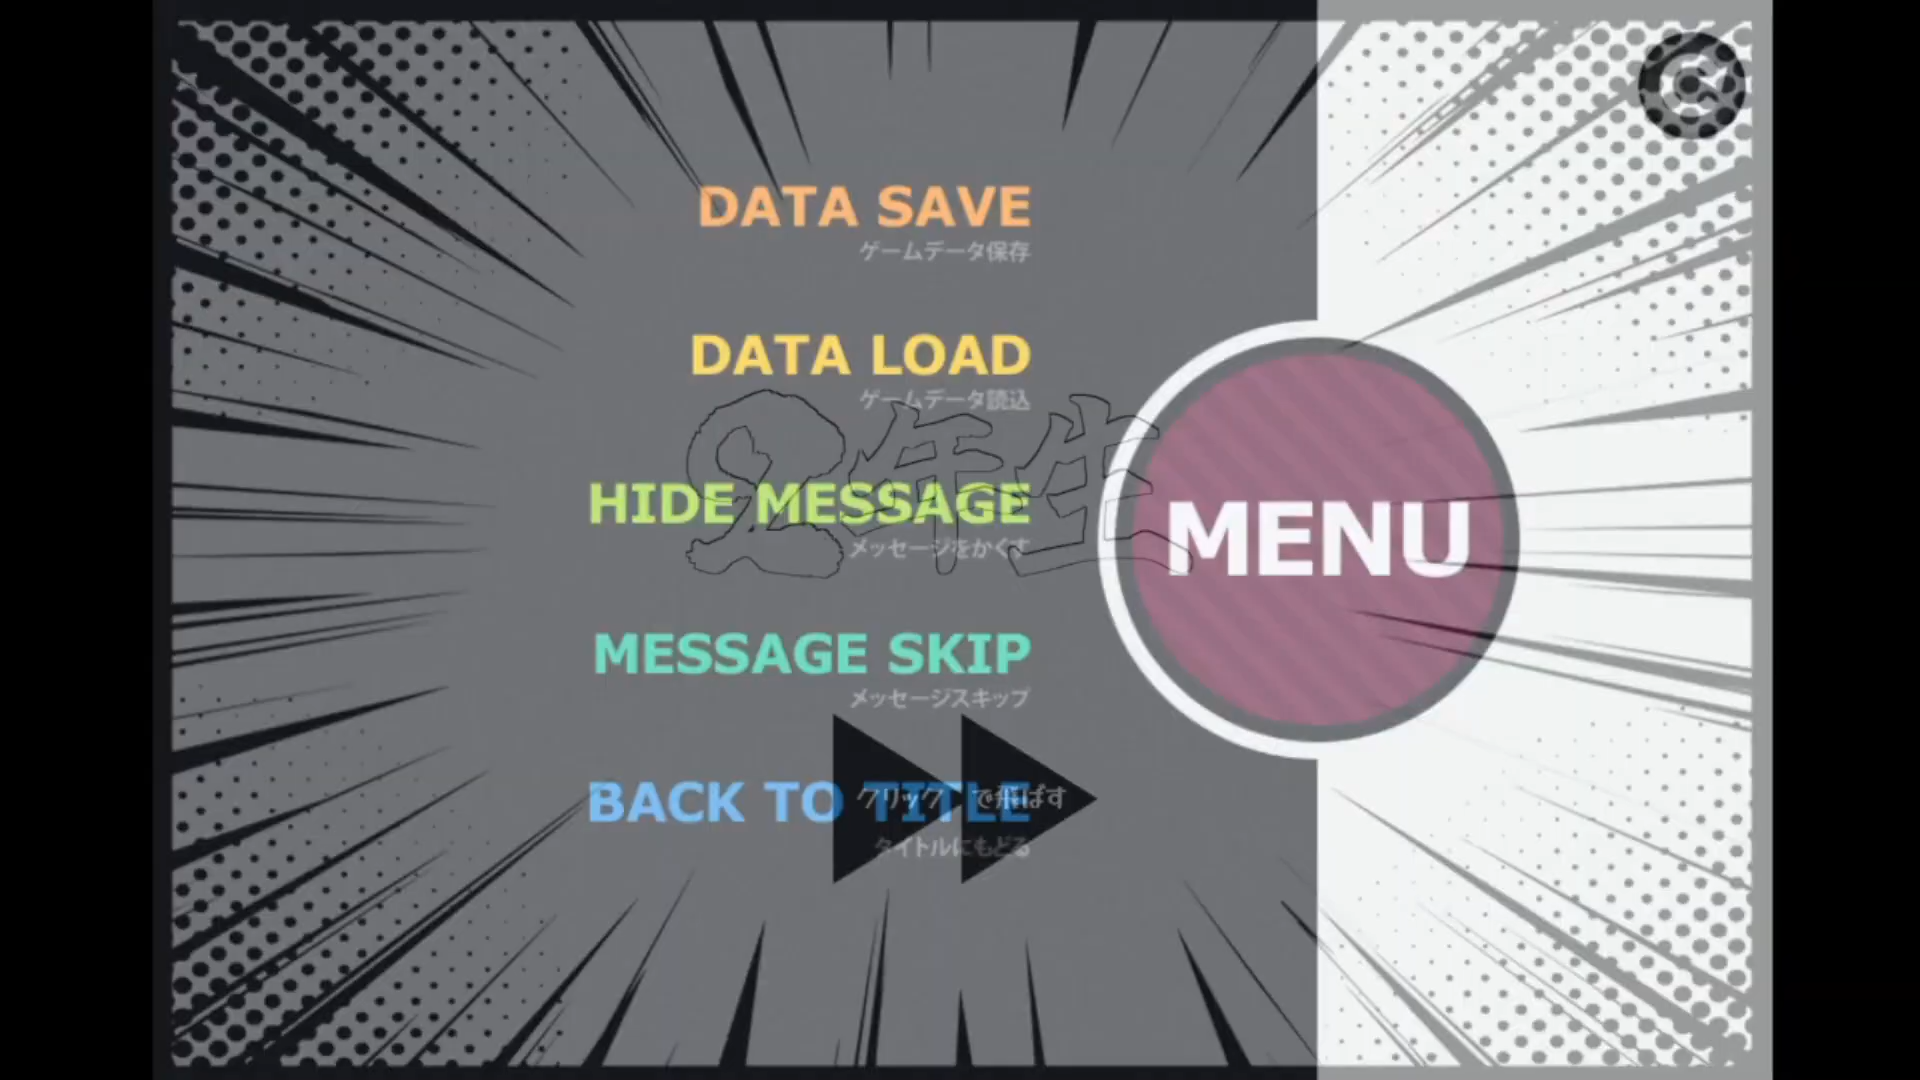 DATA SAVE
ゲームデータ保存
DATA LOAD
ゲームデータ読込
2年生
HIDE MESSAGE
メッセージをかくす
MENU
MESSAGE SKIP
メッセージスキップ
BACK TO TITLE
クリックで飛ばす
タイトルにもどる